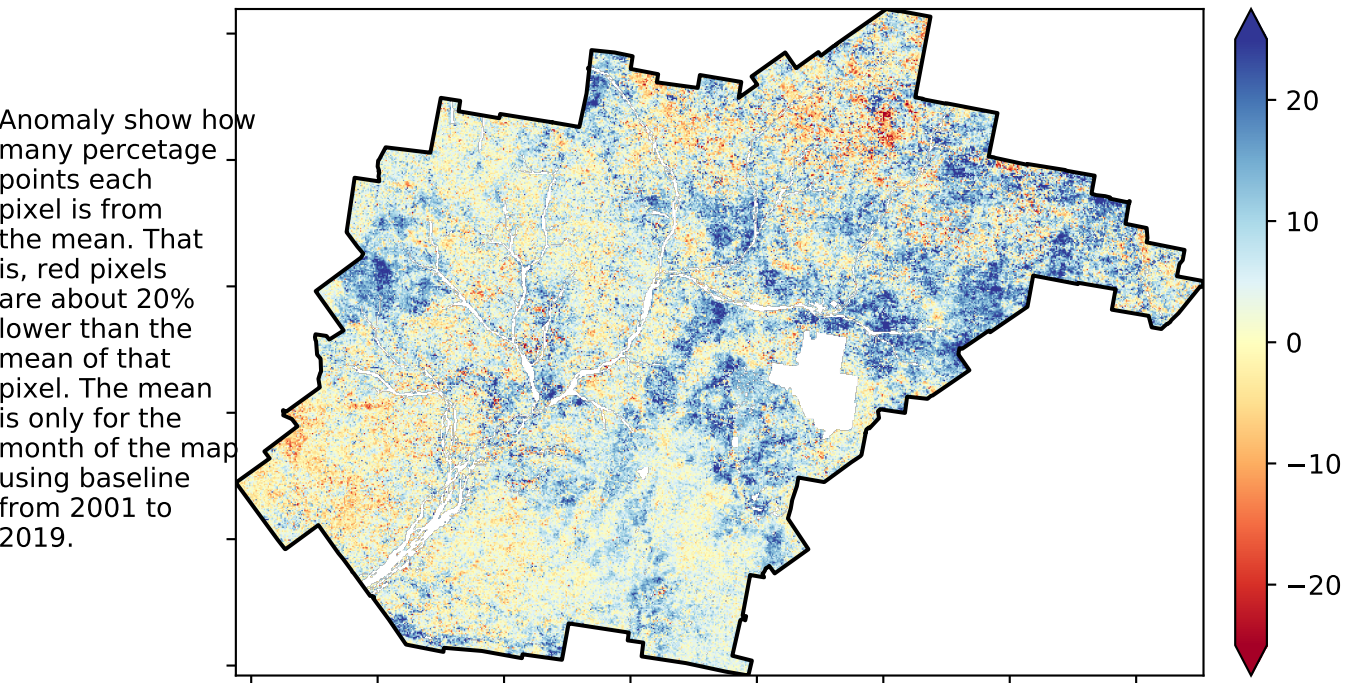 Anomaly show how
many percetage
points each
pixel is from
the mean. That
is, red pixels
are about 20%
lower than the
mean of that
pixel. The mean
is only for the
month of the map
using baseline
from 2001 to
2019.
20
10
0
−10
−20